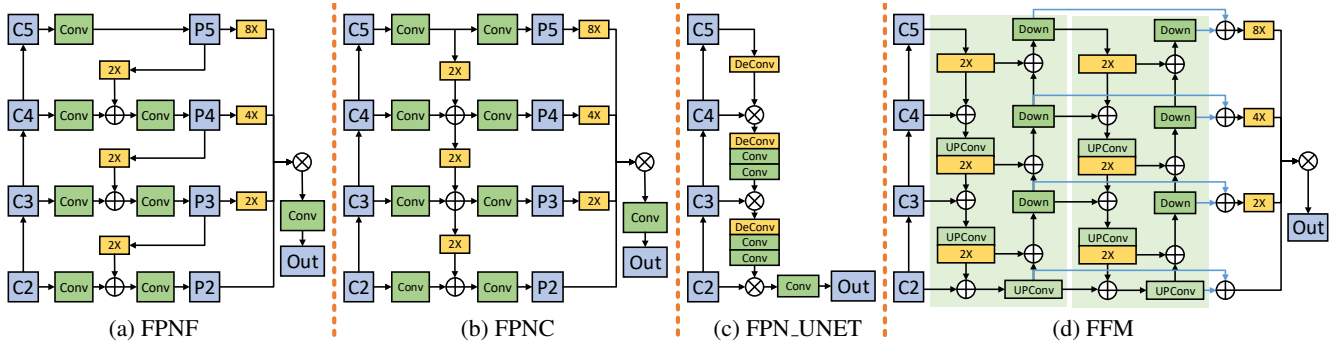 C5 Conv P5 8X
2X
C4 Conv Conv P4 4X
2X
C3 Conv Conv P3 2X
2X
Conv
Out
C2 Conv Conv P2
(a) FPNF
C5 Conv Conv P5 8X
2X
C4 Conv Conv P4 4X
2X
C3 Conv Conv P3 2X
Conv
2X
Out
C2 Conv Conv P2
(b) FPNC
C5
DeConv
C4
DeConv
Conv
Conv
C3
DeConv
Conv
Conv
C2 Conv Out
(c) FPN_UNET
C5 Down Down 8X
2X 2X
C4 Down Down 4X
UPConv UPConv
2X 2X
C3 Down Down 2X
Out
UPConv UPConv
2X 2X
C2 UPConv UPConv
(d) FFM